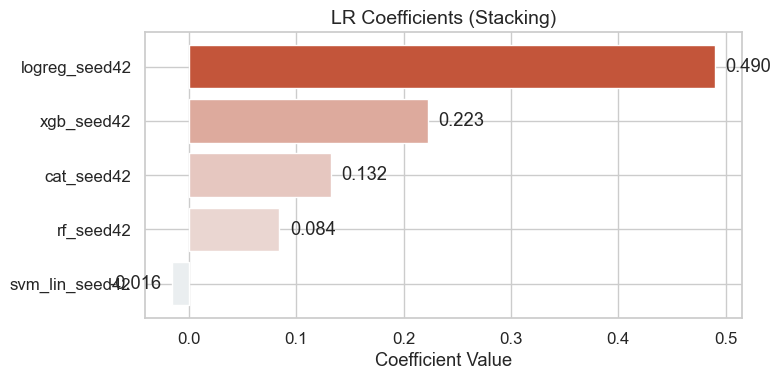 LR Coefficients (Stacking)
logreg_seed42 0.490
xgb_seed42 0.223
cat_seed42 0.132
rf_seed42 0.084
svm_lin_seed42 -0.016
0.0 0.1 0.2 0.3 0.4 0.5
Coefficient Value